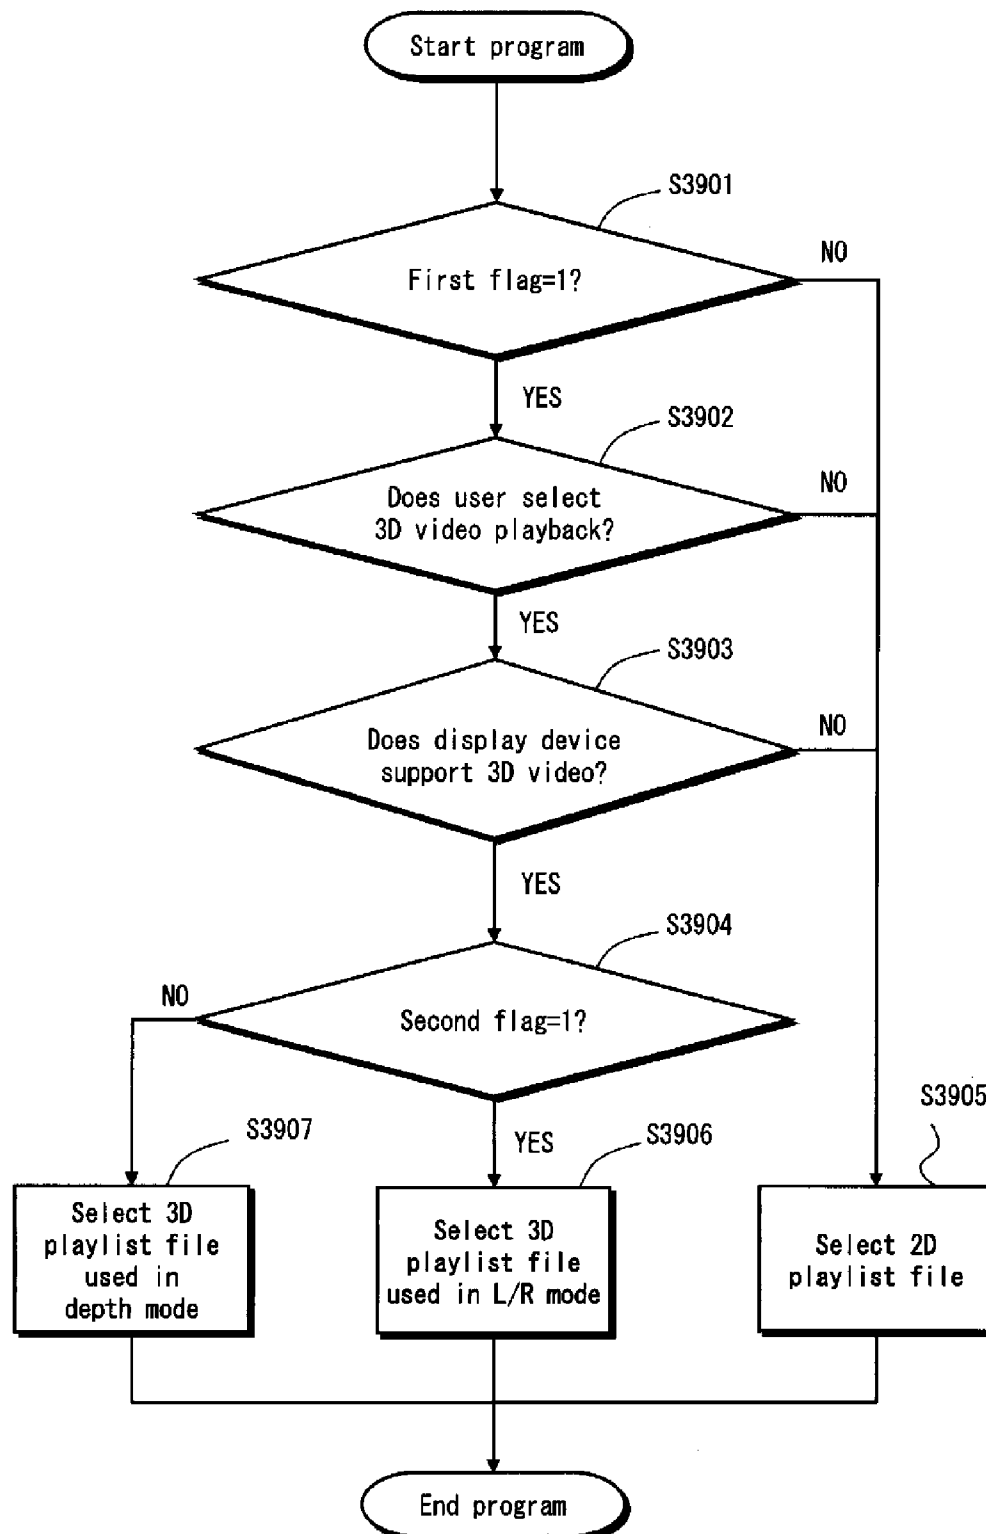 Start program
S3901
First flag=1?
NO
YES
S3902
Does user select
3D video playback?
NO
YES
S3903
Does display device
support 3D video?
NO
YES
S3904
Second flag=1?
NO
YES
S3907
Select 3D
playlist file
used in
depth mode
S3906
Select 3D
playlist file
used in L/R mode
S3905
Select 2D
playlist file
End program